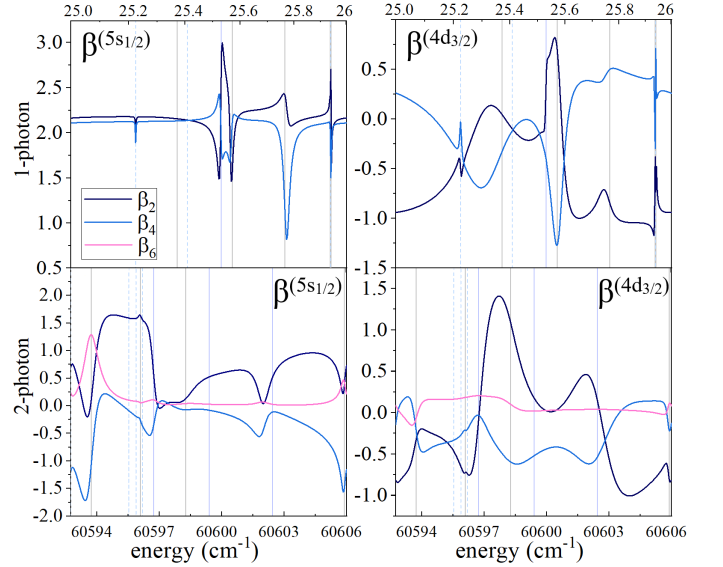 25.0 25.2 25.4 25.6 25.8 26
25.0 25.2 25.4 25.6 25.8 26
β(5s1/2)
β(4d3/2)
1-photon
3.0
2.5
2.0
1.5
1.0
0.5
β2
β4
β6
0.5
0.0
-0.5
-1.0
-1.5
2-photon
β(5s1/2)
β(4d3/2)
2.0
1.5
1.0
0.5
0.0
-0.5
-1.0
-1.5
-2.0
1.5
1.0
0.5
0.0
-0.5
-1.0
60594 60597 60600 60603 60606
60594 60597 60600 60603 60606
energy (cm-1)
energy (cm-1)